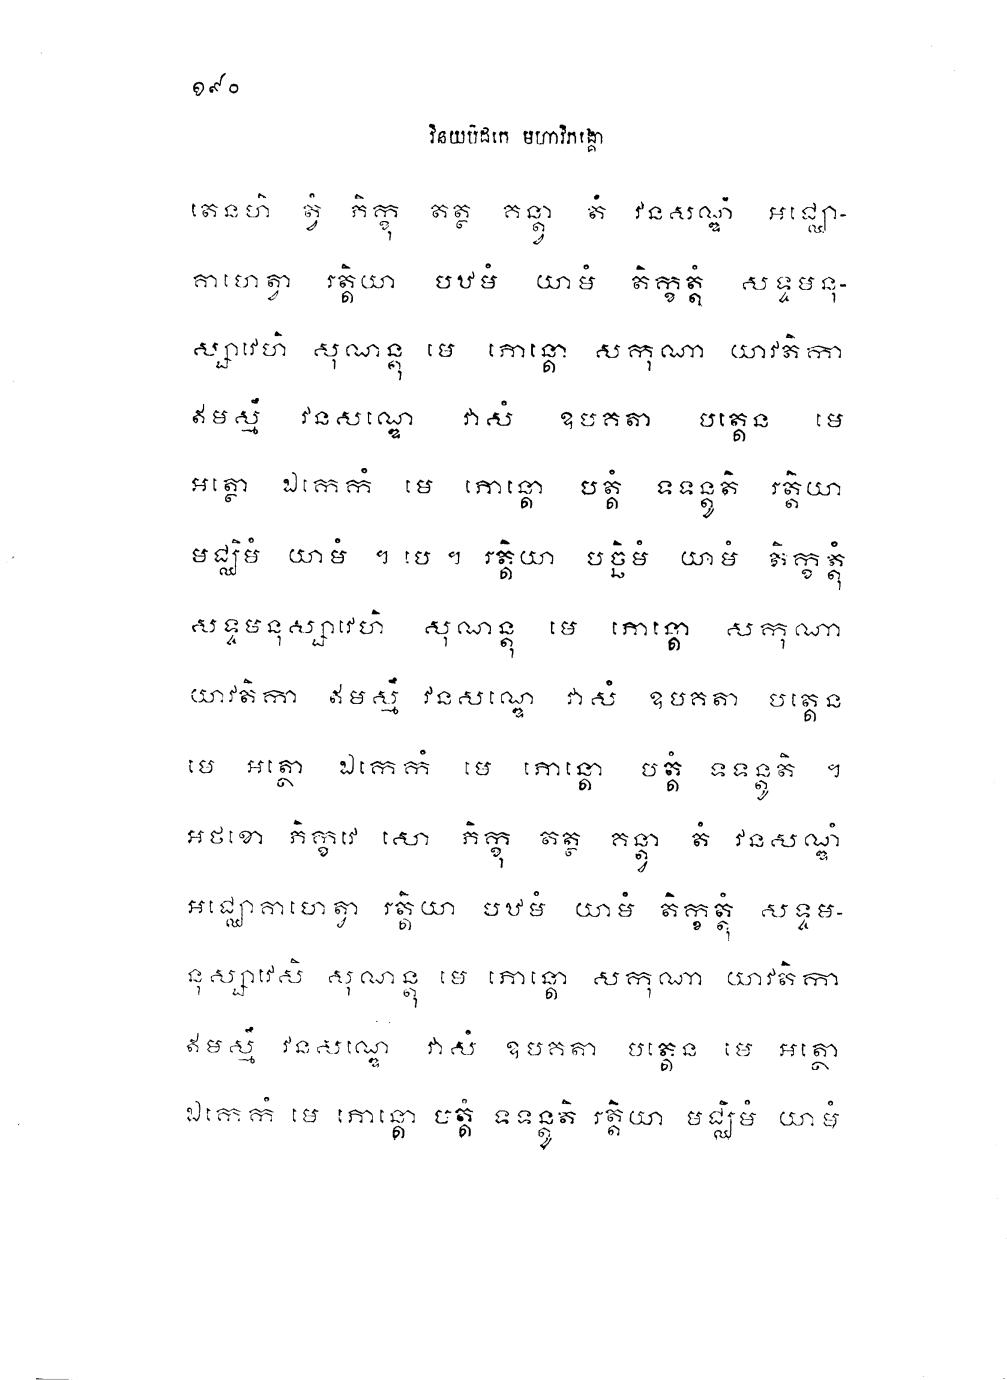 ១៩០
វិនយបិដកេ មហាវិភង្គោ
តេនហិ ត្វំ ភិក្ខុ តត្ថ គន្ត្វា តំ វនសណ្ឌំ អជ្ឈោ-
គាហេត្វា រត្តិយា បឋមំ យាមំ តិក្ខត្តុំ សទ្ទមនុ-
ស្សាវេហិ សុណន្តុ មេ ភោន្តោ សកុណា យាវតិកា
ឥមស្មឹ វនសណ្ឌេ វាសំ ឧបគតា បត្តេន មេ
អត្ថោ ឯកេកំ មេ ភោន្តោ បត្តំ ទទន្តូតិ រត្តិយា
មជ្ឈិមំ យាមំ ។ បេ ។ រត្តិយា បច្ឆិមំ យាមំ តិក្ខត្តុំ
សទ្ទមនុស្សាវេហិ សុណន្តុ មេ ភោន្តោ សកុណា
យាវតិកា ឥមស្មឹ វនសណ្ឌេ វាសំ ឧបគតា បត្តេន
មេ អត្ថោ ឯកេកំ មេ ភោន្តោ បត្តំ ទទន្តូតិ ។
អថខោ ភិក្ខវេ សោ ភិក្ខុ តត្ថ គន្ត្វា តំ វនសណ្ឌំ
អជ្ឈោគាហេត្វា រត្តិយា បឋមំ យាមំ តិក្ខត្តុំ សទ្ទម-
នុស្សាវេសិ សុណន្តុ មេ ភោន្តោ សកុណា យាវតិកា
ឥមស្មឹ វនសណ្ឌេ វាសំ ឧបគតា បត្តេន មេ អត្ថោ
ឯកេកំ មេ ភោន្តោ បត្តំ ទទន្តូតិ រត្តិយា មជ្ឈិមំ យាមំ